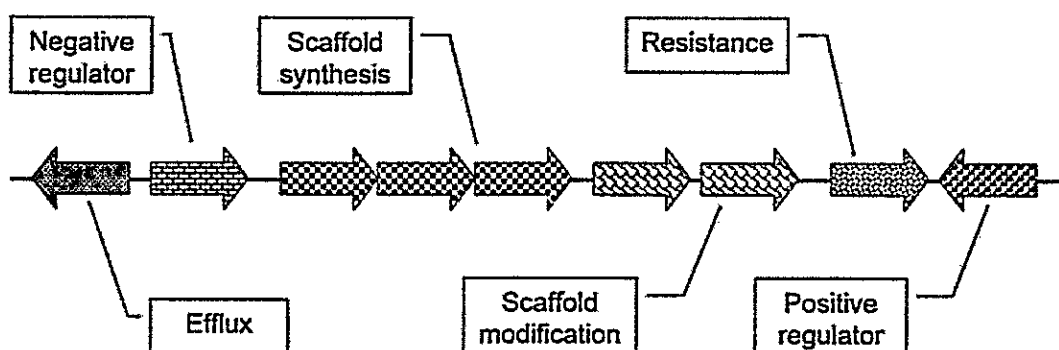 Negative
regulator
Scaffold
synthesis
Resistance
Efflux
Scaffold
modification
Positive
regulator